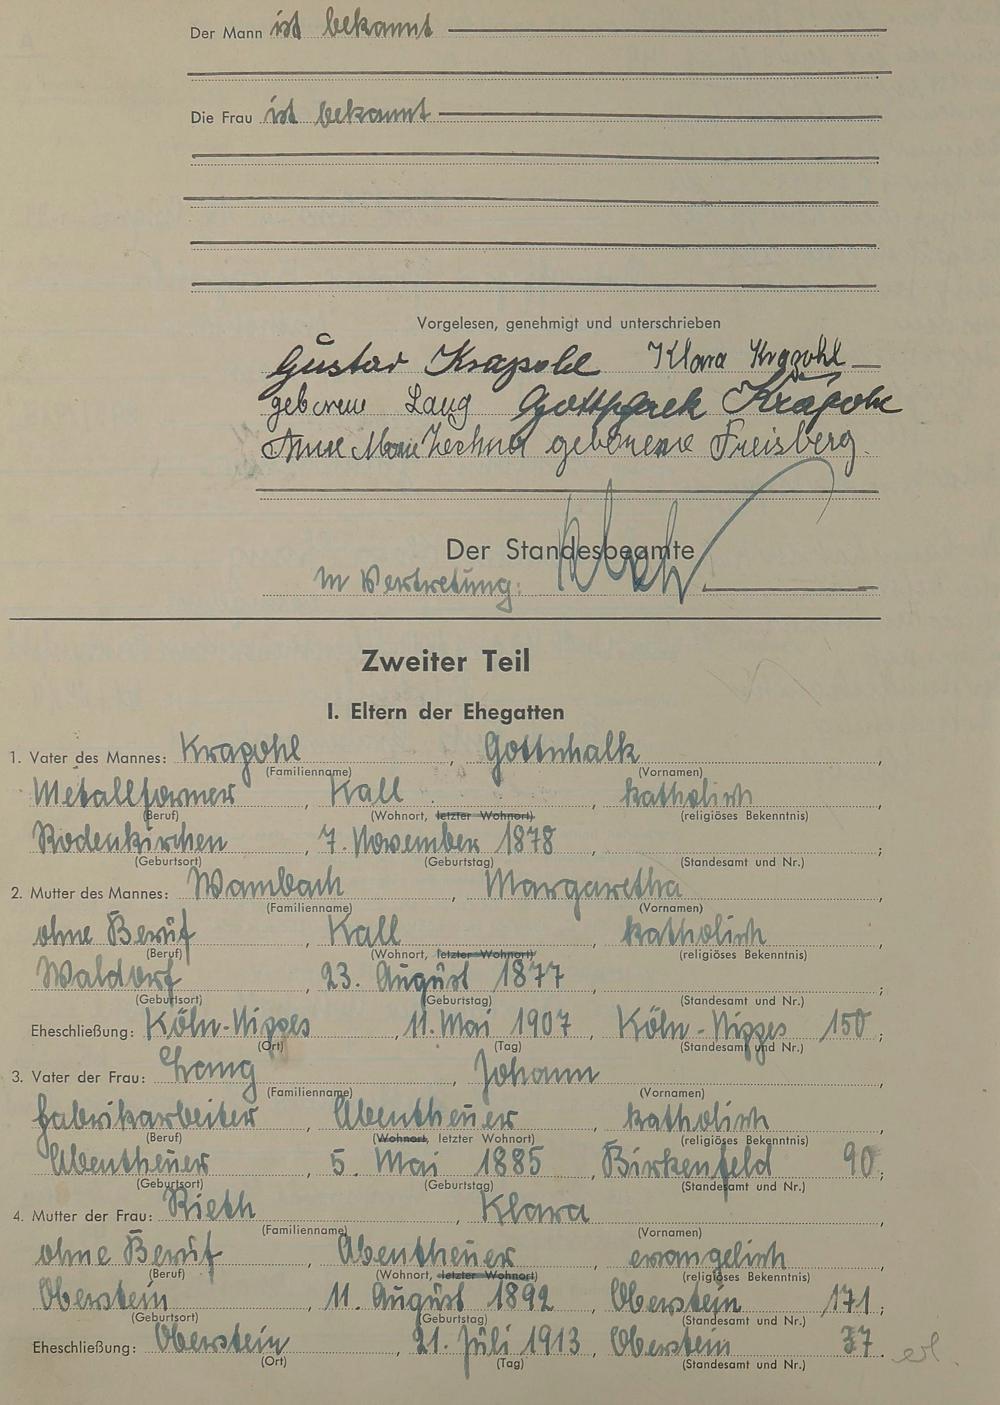 Der Mann ist bekannt
Die Frau ist bekannt
Vorgelesen, genehmigt und unterschrieben
Gustav Krapohl Klara Krapohl
geborene Lang Gottschalk Krapohl
Anne Marie geborene Freisberg.
Der Standesbeamte
In Vertretung:
Zweiter Teil
I. Eltern der Ehegatten
1. Vater des Mannes: Krapohl, Gottschalk,
(Familienname) (Vornamen)
Metallformer, Kall, katholisch,
(Beruf) (Wohnort, letzter Wohnort) (religiöses Bekenntnis)
Rodenkirchen, 7. November 1878, ;
(Geburtsort) (Geburtstag) (Standesamt und Nr.)
2. Mutter des Mannes: Wambach, Margaretha,
(Familienname) (Vornamen)
ohne Beruf, Kall, katholisch,
(Beruf) (Wohnort, letzter Wohnort) (religiöses Bekenntnis)
Waldorf, 23. August 1877, ;
(Geburtsort) (Geburtstag) (Standesamt und Nr.)
Eheschließung: Köln-Nippes, 11. Mai 1907, Köln-Nippes 150;
(Ort) (Tag) (Standesamt und Nr.)
3. Vater der Frau: Lang, Johann,
(Familienname) (Vornamen)
Fabrikarbeiter, Abentheuer, katholisch,
(Beruf) (Wohnort, letzter Wohnort) (religiöses Bekenntnis)
Abentheuer, 5. Mai 1885, Birkenfeld 90;
(Geburtsort) (Geburtstag) (Standesamt und Nr.)
4. Mutter der Frau: Rieth, Klara,
(Familienname) (Vornamen)
ohne Beruf, Abentheuer, evangelisch,
(Beruf) (Wohnort, letzter Wohnort) (religiöses Bekenntnis)
Oberstein, 11. August 1892, Oberstein 171;
(Geburtsort) (Geburtstag) (Standesamt und Nr.)
Eheschließung: Oberstein, 21. Juli 1913, Oberstein 37. erl.
(Ort) (Tag) (Standesamt und Nr.)